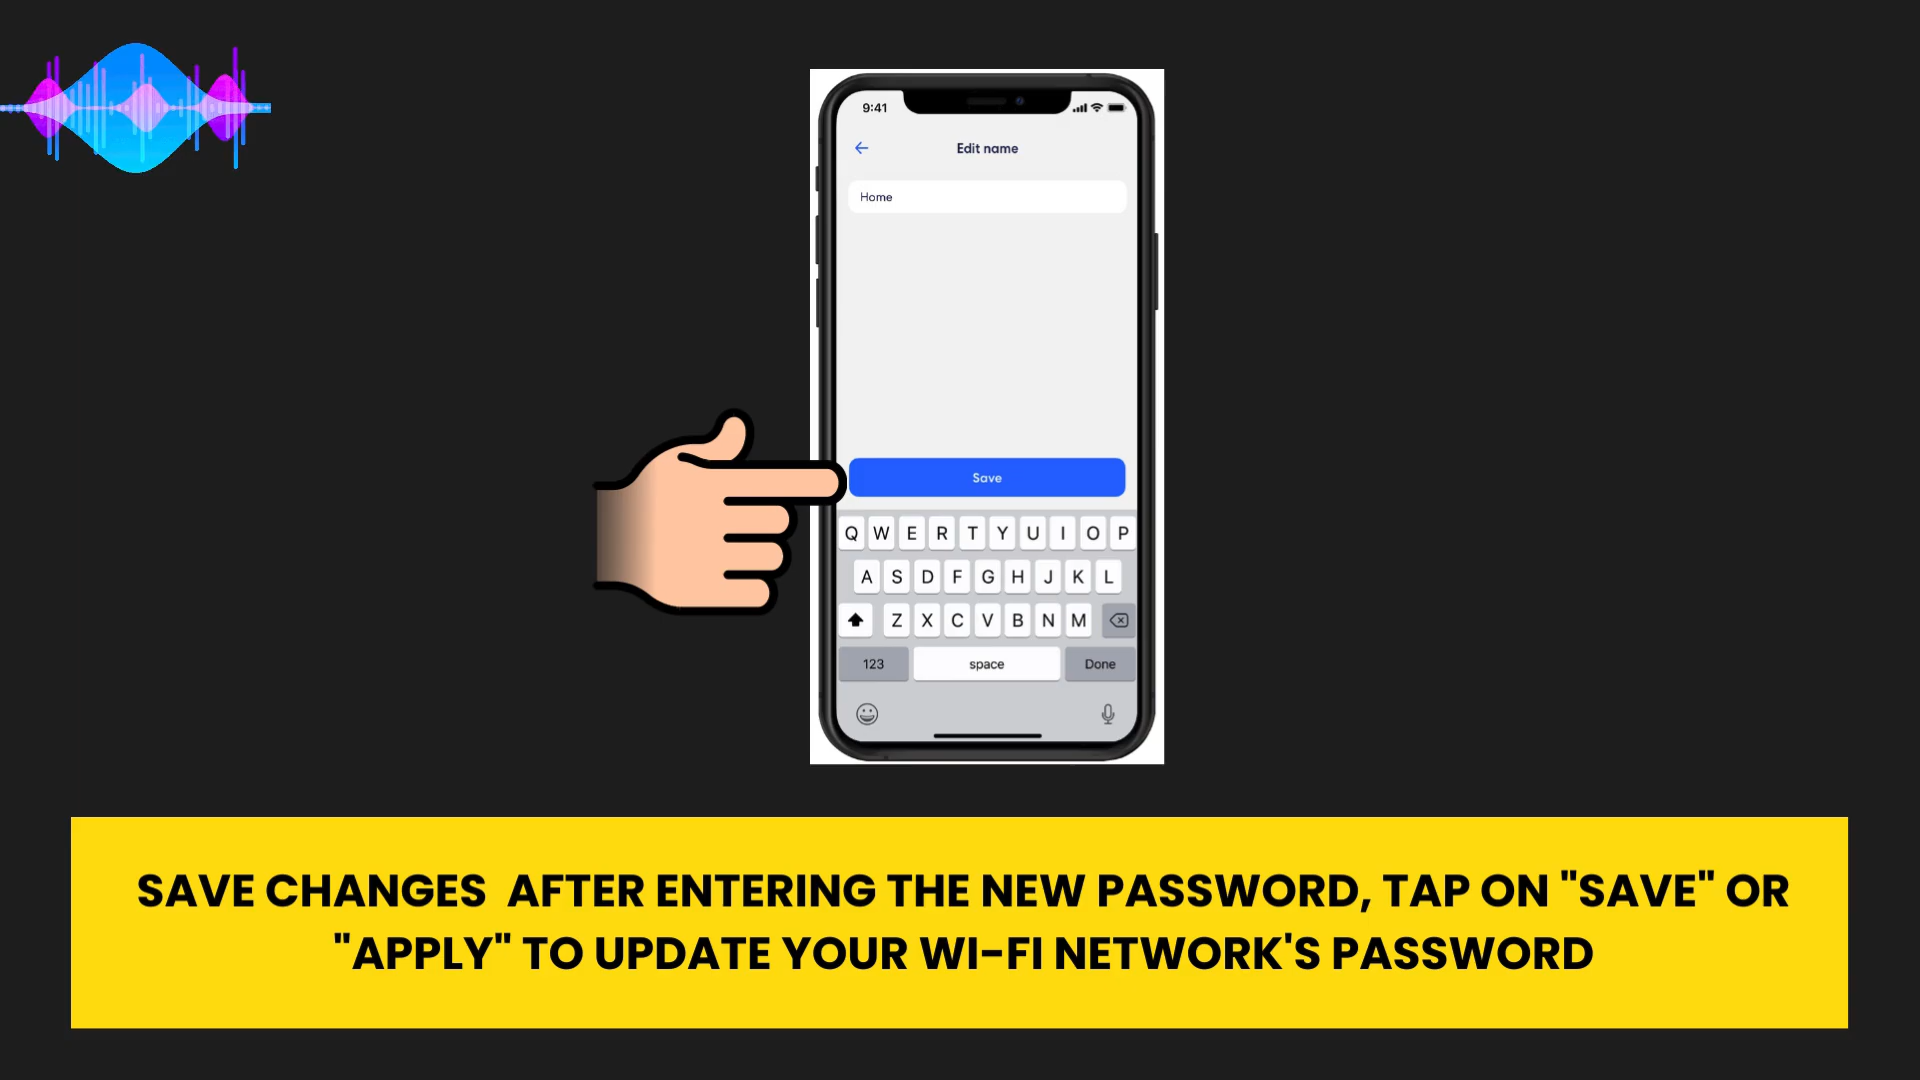 9:41
Edit name
Home
Save
Q W E R T Y U I O P
A S D F G H J K L
Z X C V B N M
123 space Done
SAVE CHANGES  AFTER ENTERING THE NEW PASSWORD, TAP ON "SAVE" OR
"APPLY" TO UPDATE YOUR WI-FI NETWORK'S PASSWORD